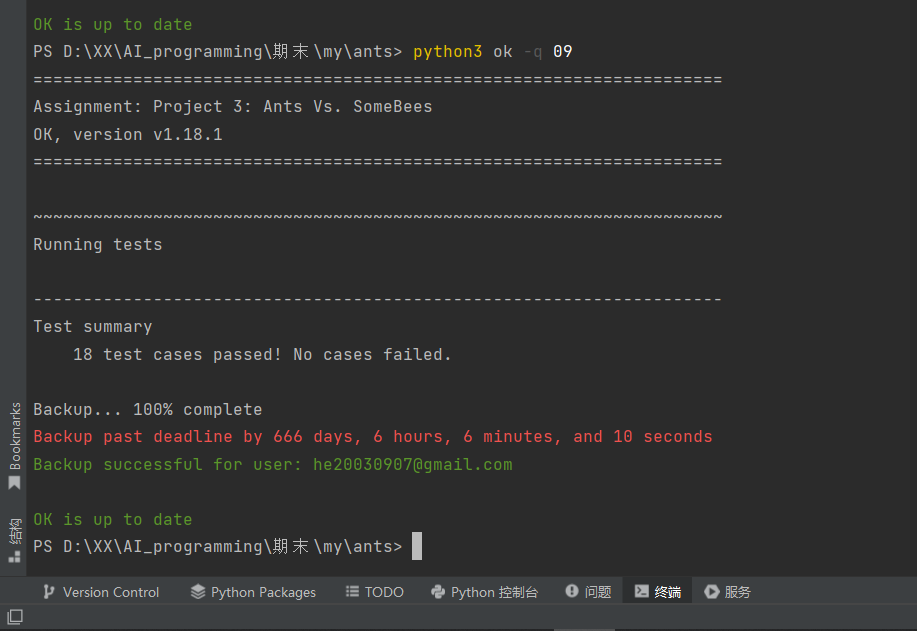 OK is up to date
PS D:\XX\AI_programming\期末\my\ants> python3 ok -q 09
=====================================================================
Assignment: Project 3: Ants Vs. SomeBees
OK, version v1.18.1
=====================================================================
~~~~~~~~~~~~~~~~~~~~~~~~~~~~~~~~~~~~~~~~~~~~~~~~~~~~~~~~~~~~~~~~~~~~~
Running tests
---------------------------------------------------------------------
Test summary
    18 test cases passed! No cases failed.
Backup... 100% complete
Backup past deadline by 666 days, 6 hours, 6 minutes, and 10 seconds
Backup successful for user: he20030907@gmail.com
OK is up to date
PS D:\XX\AI_programming\期末\my\ants>
Bookmarks
结构
Version Control Python Packages TODO Python 控制台 问题 终端 服务